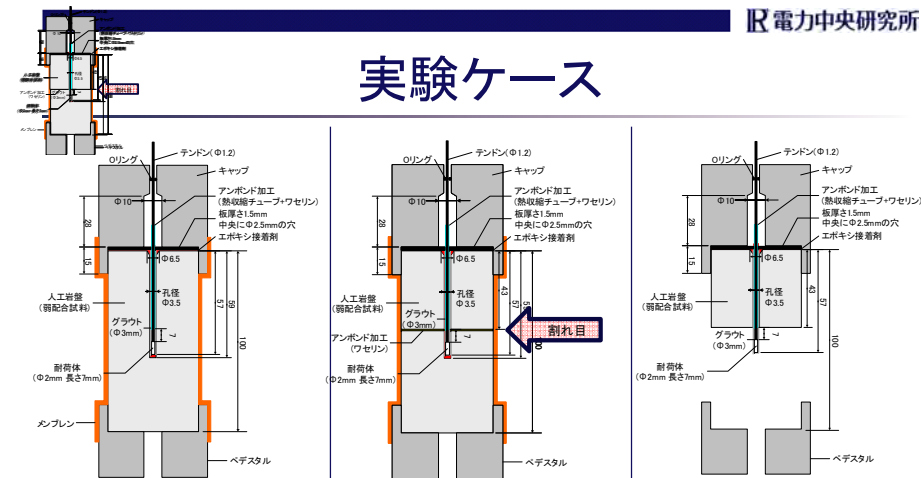 電力中央研究所
実験ケース
テンドン(Φ1.2)
Oリング
キャップ
アンボンド加工
(熱収縮チューブ+ワセリン)
Φ10
板厚さ1.5mm
中央にΦ2.5mmの穴
エポキシ接着剤
28
15
Φ6.5
人工岩盤
(弱配合試料)
孔径
Φ3.5
グラウト
(Φ3mm)
7
57
59
100
耐荷体
(Φ2mm 長さ7mm)
メンブレン
ペデスタル
テンドン(Φ1.2)
Oリング
キャップ
アンボンド加工
(熱収縮チューブ+ワセリン)
Φ10
板厚さ1.5mm
中央にΦ2.5mmの穴
エポキシ接着剤
28
15
Φ6.5
人工岩盤
(弱配合試料)
孔径
Φ3.5
43
57
グラウト
(Φ3mm)
アンボンド加工
(ワセリン)
7
割れ目
100
耐荷体
(Φ2mm 長さ7mm)
ペデスタル
テンドン(Φ1.2)
Oリング
キャップ
アンボンド加工
(熱収縮チューブ+ワセリン)
Φ10
板厚さ1.5mm
中央にΦ2.5mmの穴
エポキシ接着剤
28
15
Φ6.5
人工岩盤
(弱配合試料)
孔径
Φ3.5
43
57
グラウト
(Φ3mm)
7
100
耐荷体
(Φ2mm 長さ7mm)
ペデスタル
割れ目
メンブレン